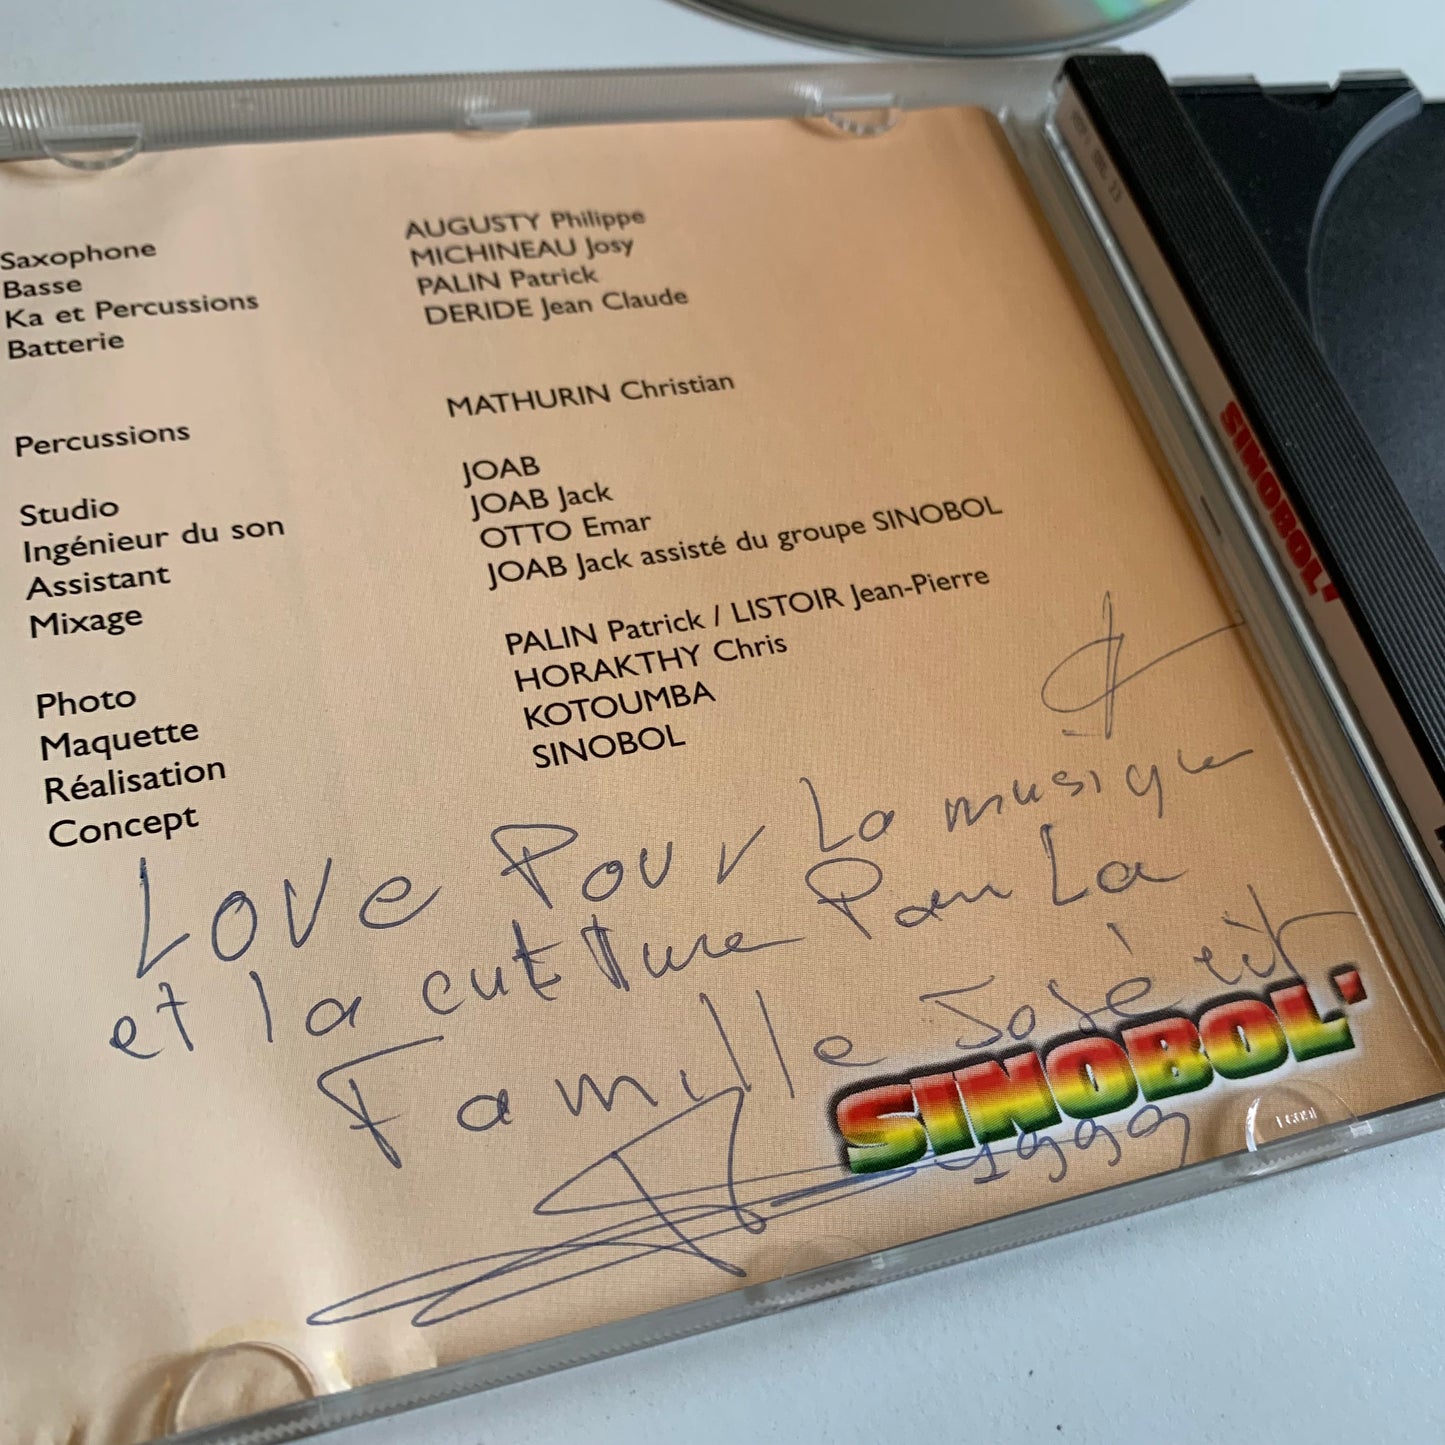 Saxophone AUGUSTY Philippe
Basse MICHINEAU Josy
Ka et Percussions PALIN Patrick
Batterie DERIDE Jean Claude
Percussions MATHURIN Christian
Studio JOAB
Ingénieur du son JOAB Jack
Assistant OTTO Emar
Mixage JOAB Jack assisté du groupe SINOBOL
Photo PALIN Patrick / LISTOIR Jean-Pierre
Maquette HORAKTHY Chris
Réalisation KOTOUMBA
Concept SINOBOL
LOVE POUr La musique
et la cutture Pour La
Famille
SINOBOL'
1999
SINOBOL'